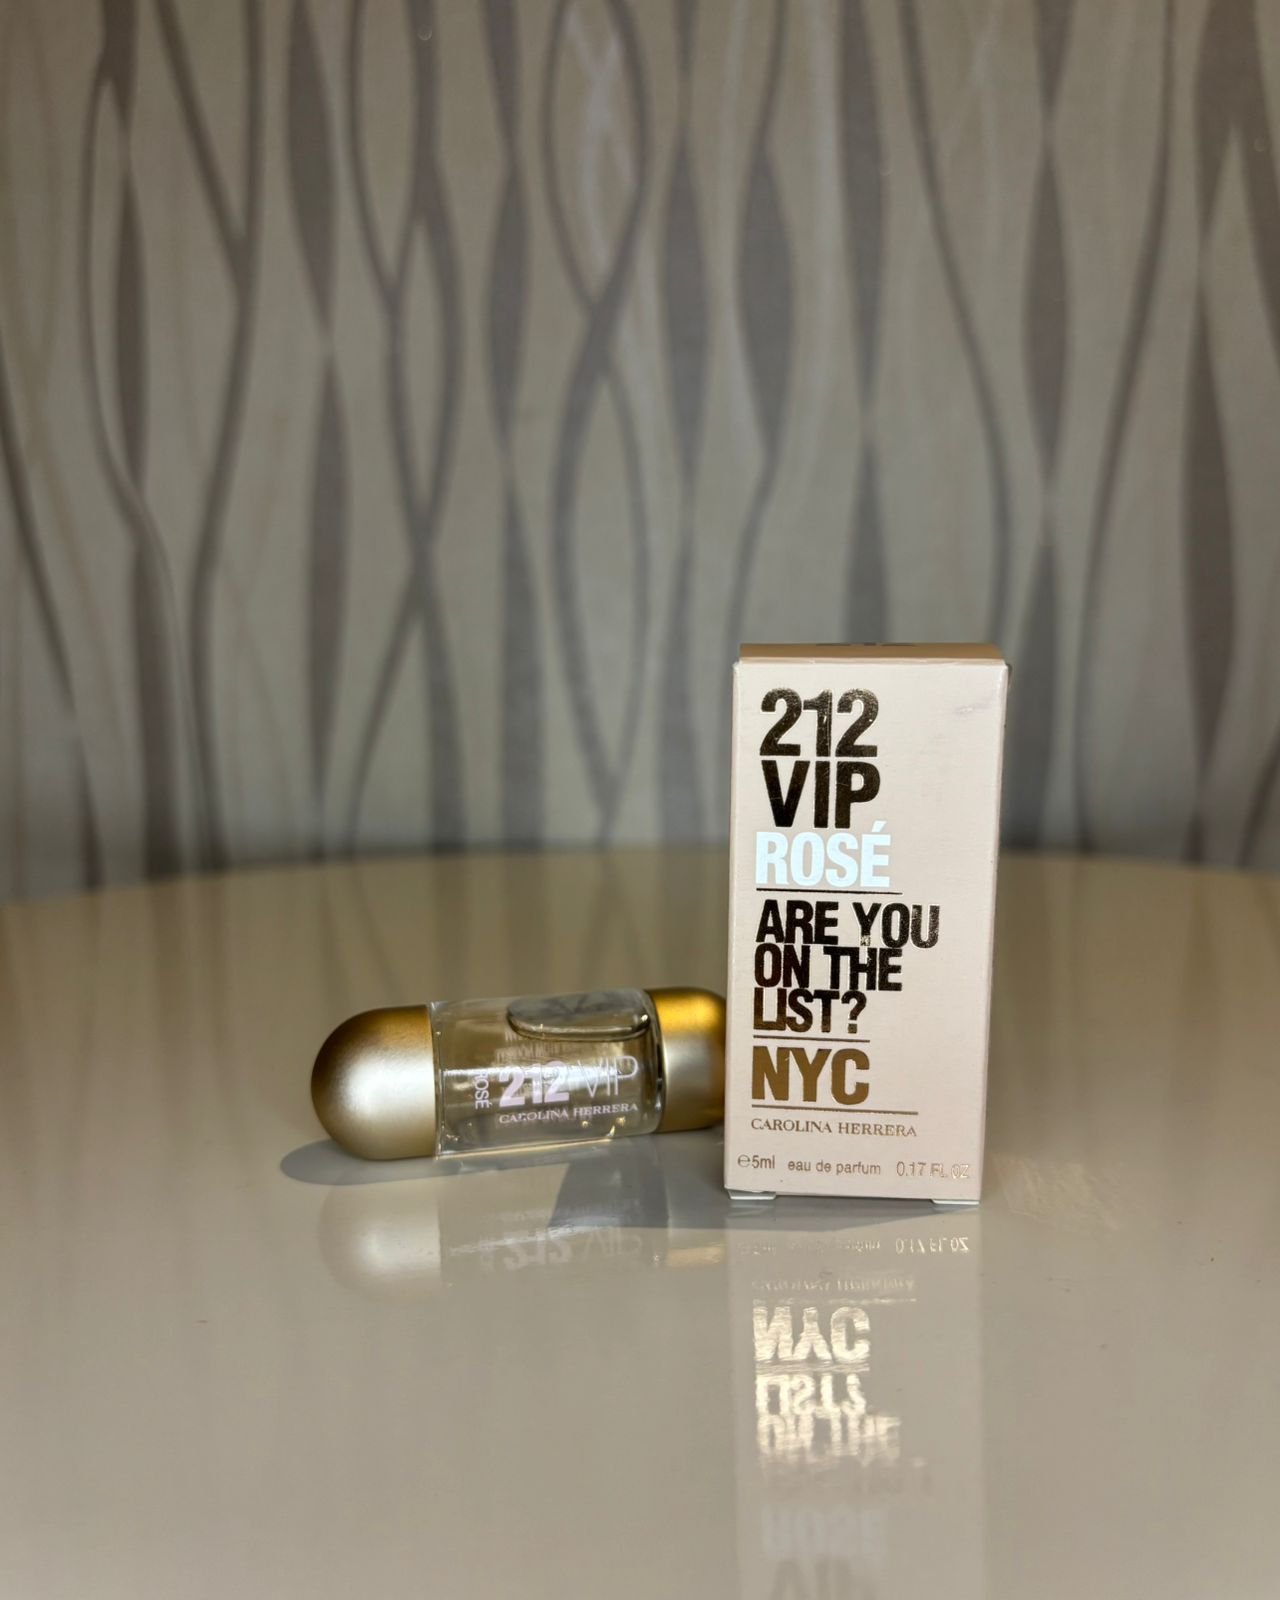 212
VIP
ROSÉ
ARE YOU
ON THE
LIST?
NYC
CAROLINA HERRERA
℮5ml eau de parfum 0.17 FL OZ
ROSÉ
212 VIP
CAROLINA HERRERA